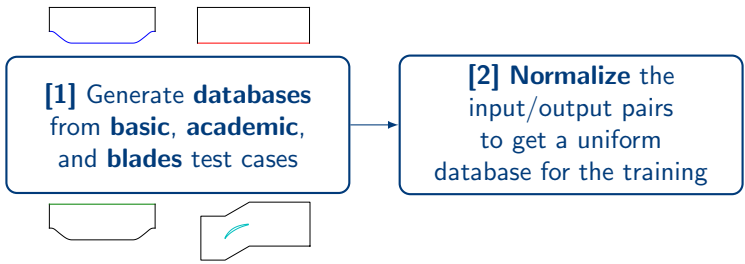 [1] Generate databases
from basic, academic,
and blades test cases
[2] Normalize the
input/output pairs
to get a uniform
database for the training